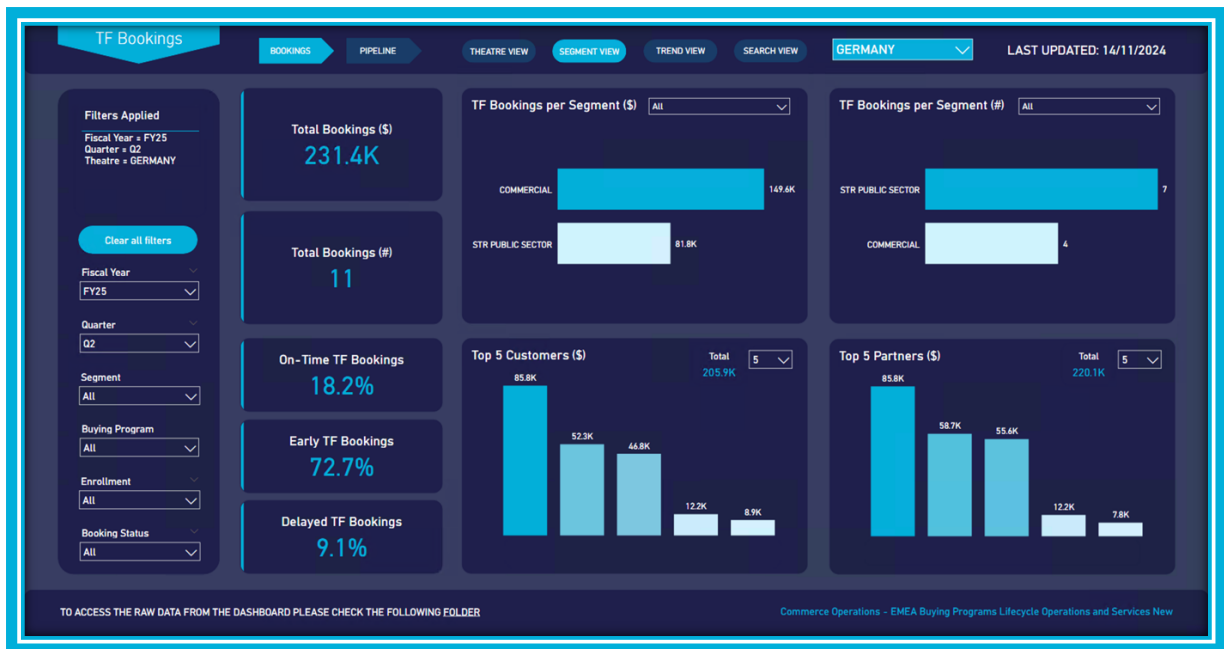 TF Bookings
BOOKINGS
PIPELINE
THEATRE VIEW
SEGMENT VIEW
TREND VIEW
SEARCH VIEW
GERMANY
LAST UPDATED: 14/11/2024
Filters Applied
Fiscal Year = FY25
Quarter = Q2
Theatre = GERMANY
Clear all filters
Fiscal Year
FY25
Quarter
Q2
Segment
All
Buying Program
All
Enrollment
All
Booking Status
All
Total Bookings ($)
231.4K
Total Bookings (#)
11
On-Time TF Bookings
18.2%
Early TF Bookings
72.7%
Delayed TF Bookings
9.1%
TF Bookings per Segment ($)
All
COMMERCIAL
149.6K
STR PUBLIC SECTOR
81.8K
TF Bookings per Segment (#)
All
STR PUBLIC SECTOR
7
COMMERCIAL
4
Top 5 Customers ($)
Total
205.9K
5
85.8K
52.3K
46.8K
12.2K
8.9K
Top 5 Partners ($)
Total
220.1K
5
85.8K
58.7K
55.6K
12.2K
7.8K
TO ACCESS THE RAW DATA FROM THE DASHBOARD PLEASE CHECK THE FOLLOWING FOLDER
Commerce Operations - EMEA Buying Programs Lifecycle Operations and Services New